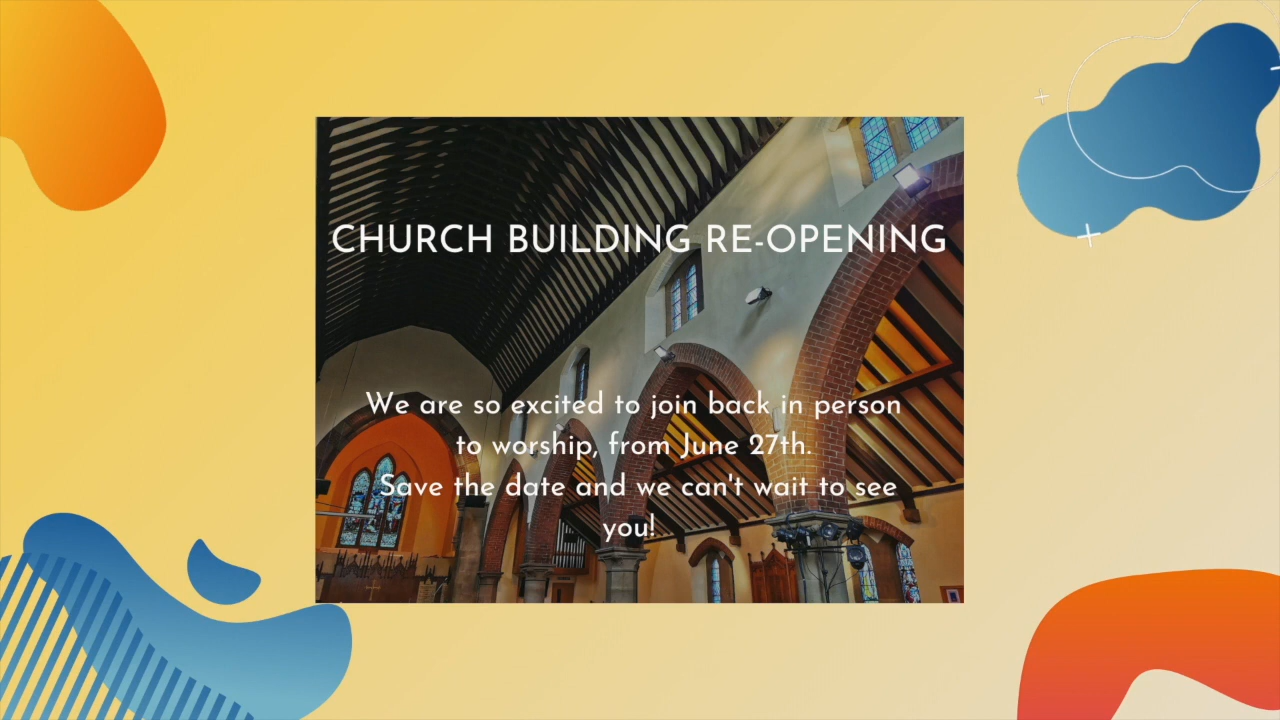 CHURCH BUILDING RE-OPENING
We are so excited to join back in person
to worship, from June 27th.
Save the date and we can't wait to see
you!